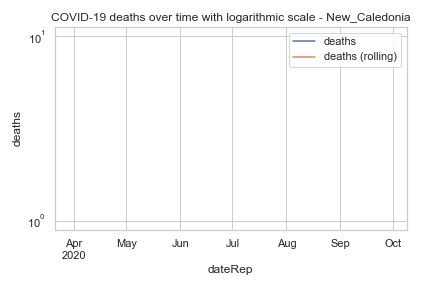 COVID-19 deaths over time with logarithmic scale - New_Caledonia
deaths
deaths (rolling)
10¹
deaths
10⁰
Apr May Jun Jul Aug Sep Oct
2020
dateRep